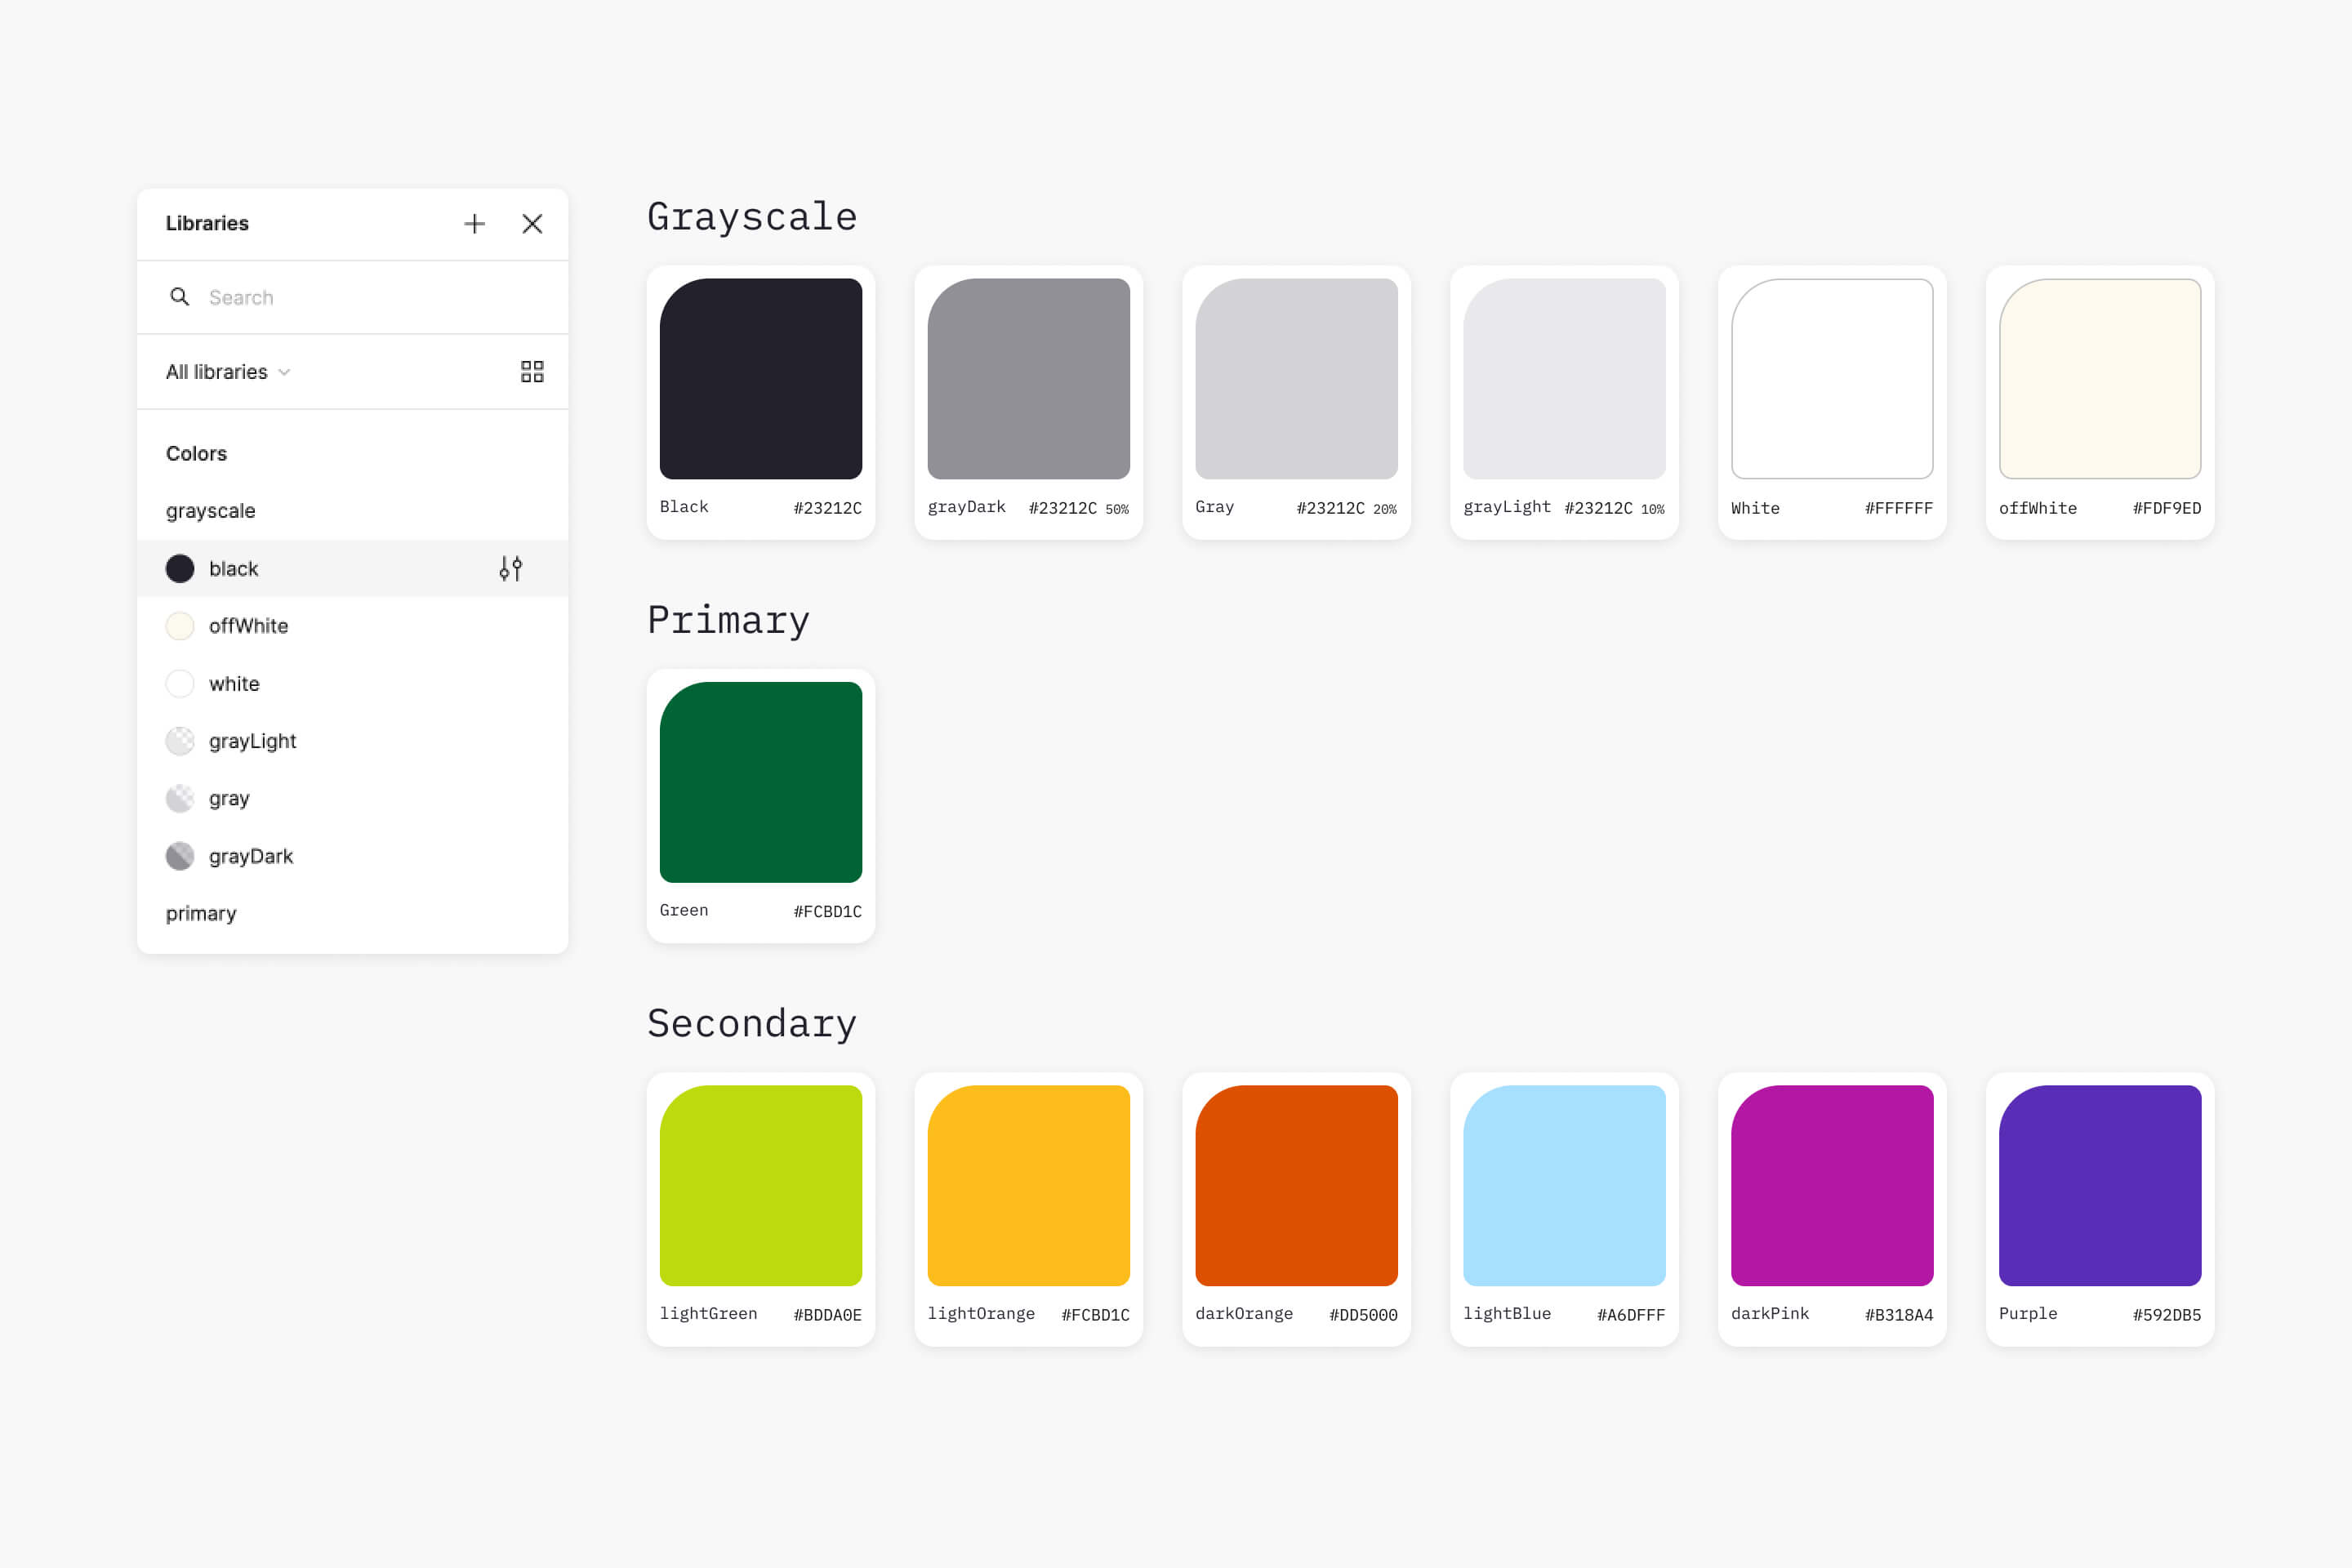 Libraries
Search
All libraries
Colors
grayscale
black
offWhite
white
grayLight
gray
grayDark
primary
Grayscale
Black #23212C
grayDark #23212C 50%
Gray #23212C 20%
grayLight #23212C 10%
White #FFFFFF
offWhite #FDF9ED
Primary
Green #FCBD1C
Secondary
lightGreen #BDDA0E
lightOrange #FCBD1C
darkOrange #DD5000
lightBlue #A6DFFF
darkPink #B318A4
Purple #592DB5